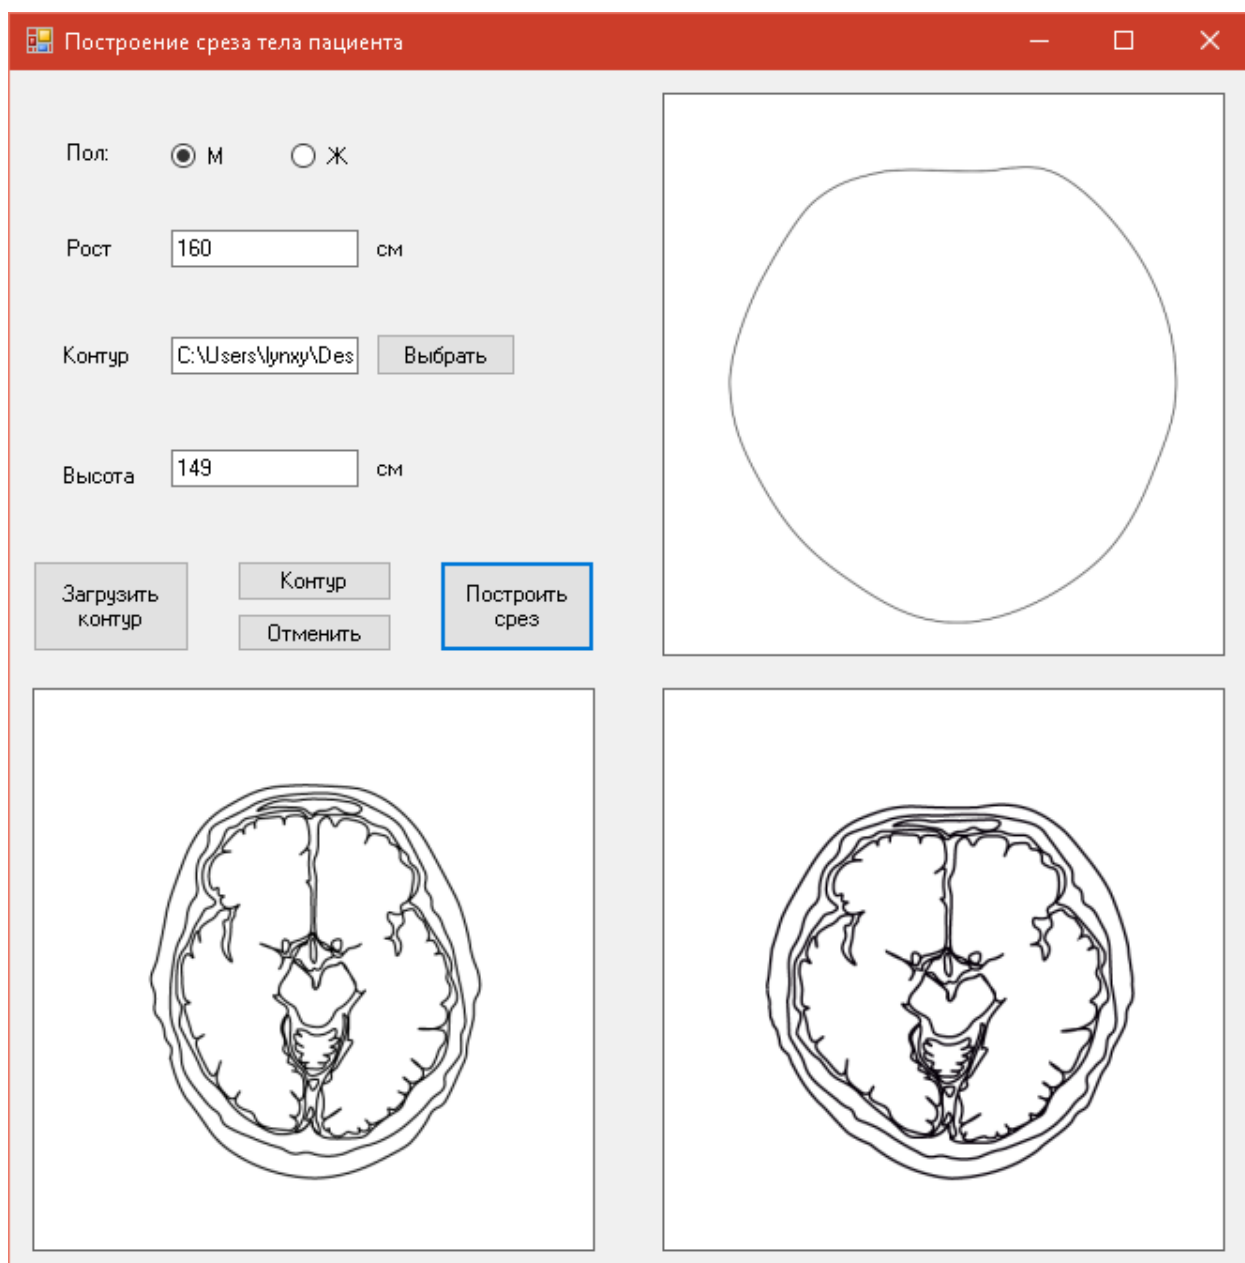 Построение среза тела пациента
Пол: М Ж
Рост 160 см
Контур C:\Users\lynxy\Des Выбрать
Высота 149 см
Загрузить контур
Контур
Отменить
Построить срез